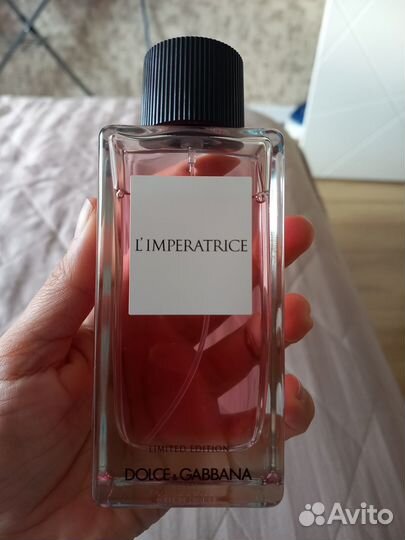 L'IMPERATRICE
LIMITED EDITION
DOLCE & GABBANA
Avito